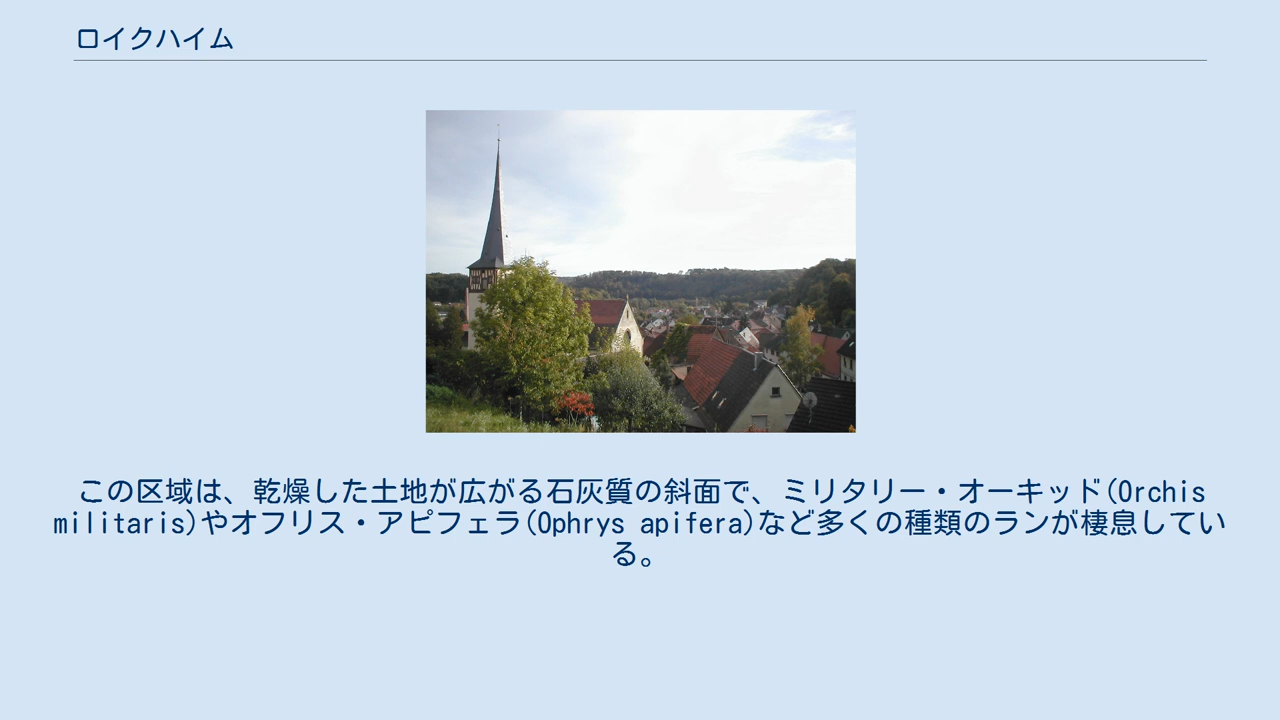 ロイクハイム
この区域は、乾燥した土地が広がる石灰質の斜面で、ミリタリー・オーキッド(Orchis
militaris)やオフリス・アピフェラ(Ophrys apifera)など多くの種類のランが棲息してい
る。